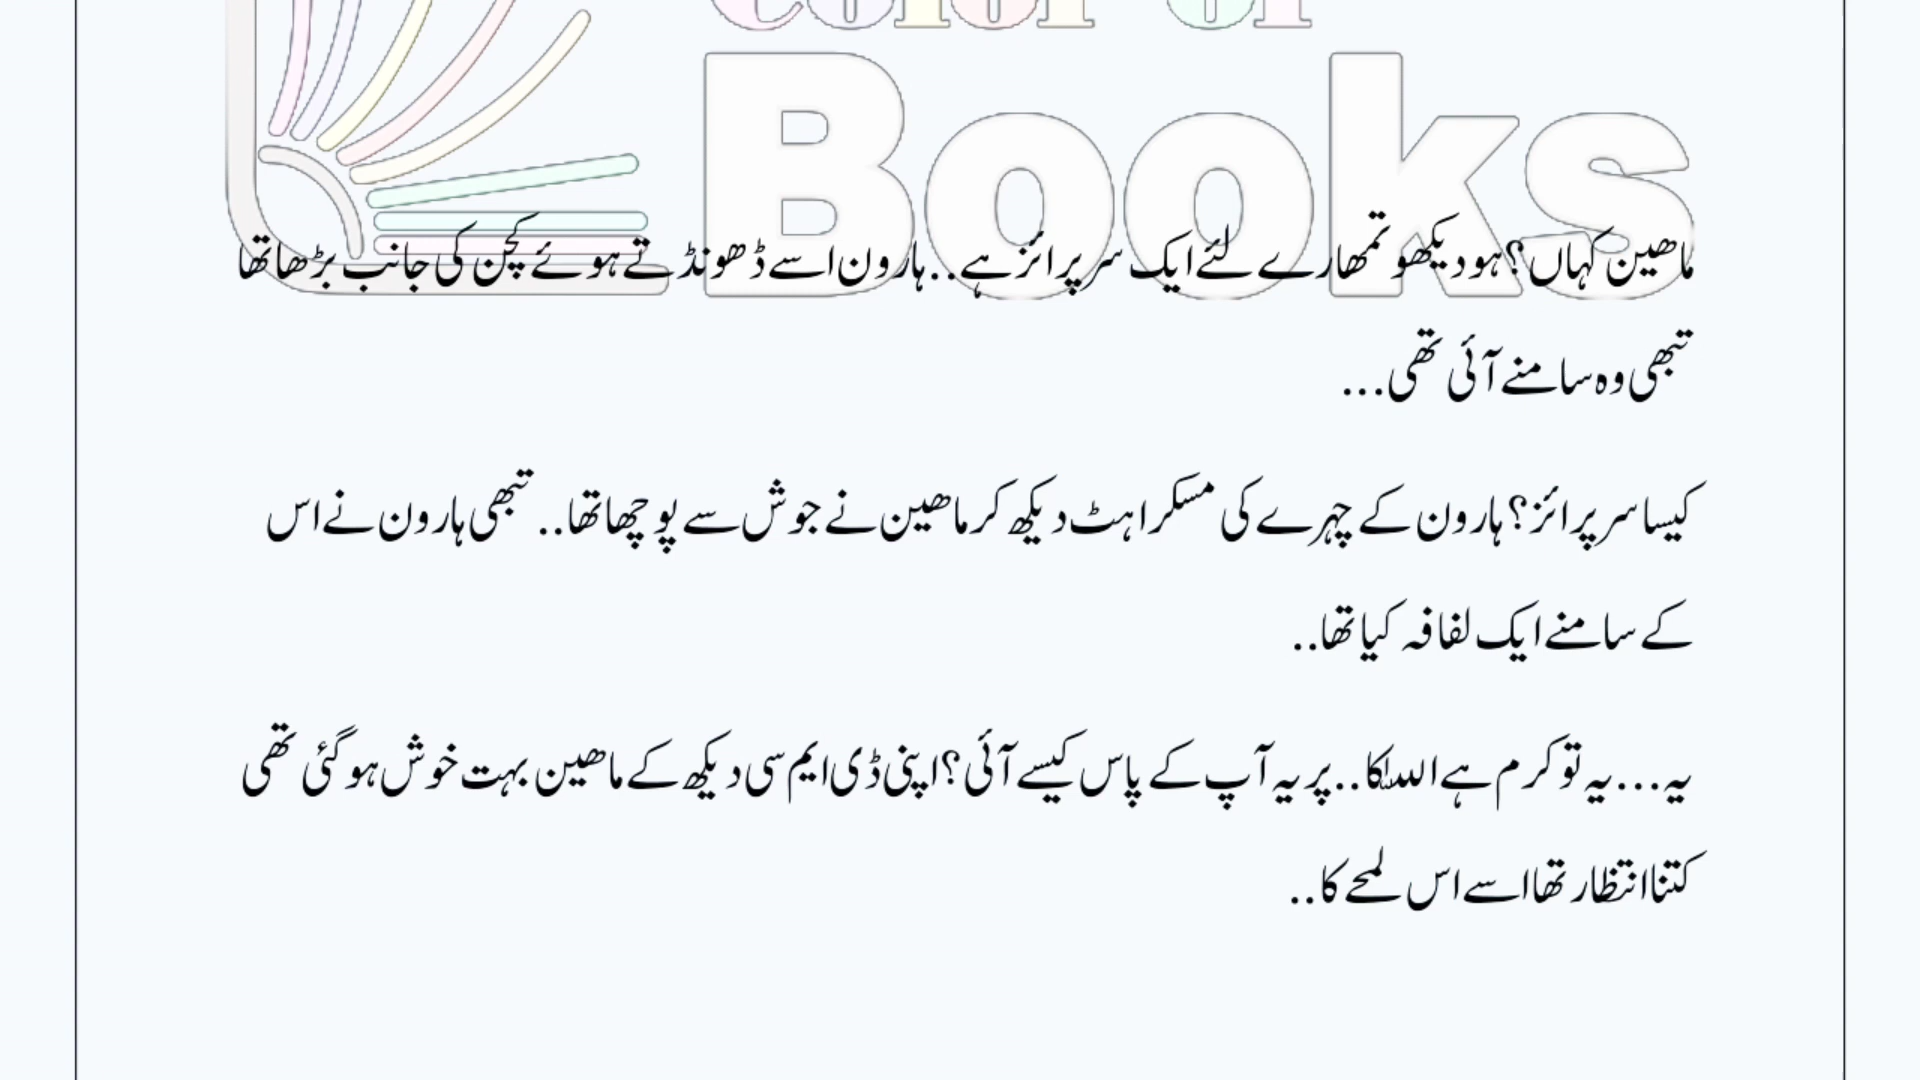 color of
Books
ماھین کہاں؟ ہو دیکھو تمھارے لئے ایک سرپرائز ہے..ہارون اسے ڈھونڈتے ہوئے کچن کی جانب بڑھا تھا
تبھی وہ سامنے آئی تھی...
کیسا سرپرائز؟ ہارون کے چہرے کی مسکراہٹ دیکھ کر ماھین نے جوش سے پوچھا تھا..تبھی ہارون نے اس
کے سامنے ایک لفافہ کیا تھا..
یہ...یہ تو کرم ہے اللہ کا..پر یہ آپ کے پاس کیسے آئی؟ اپنی ڈی ایم سی دیکھ کے ماھین بہت خوش ہو گئی تھی
کتنا انتظار تھا اسے اس لمحے کا..